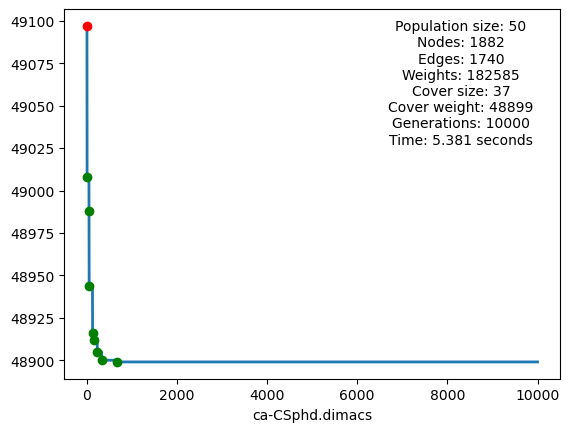 49100
49075
49050
49025
49000
48975
48950
48925
48900
Population size: 50
Nodes: 1882
Edges: 1740
Weights: 182585
Cover size: 37
Cover weight: 48899
Generations: 10000
Time: 5.381 seconds
0 2000 4000 6000 8000 10000
ca-CSphd.dimacs